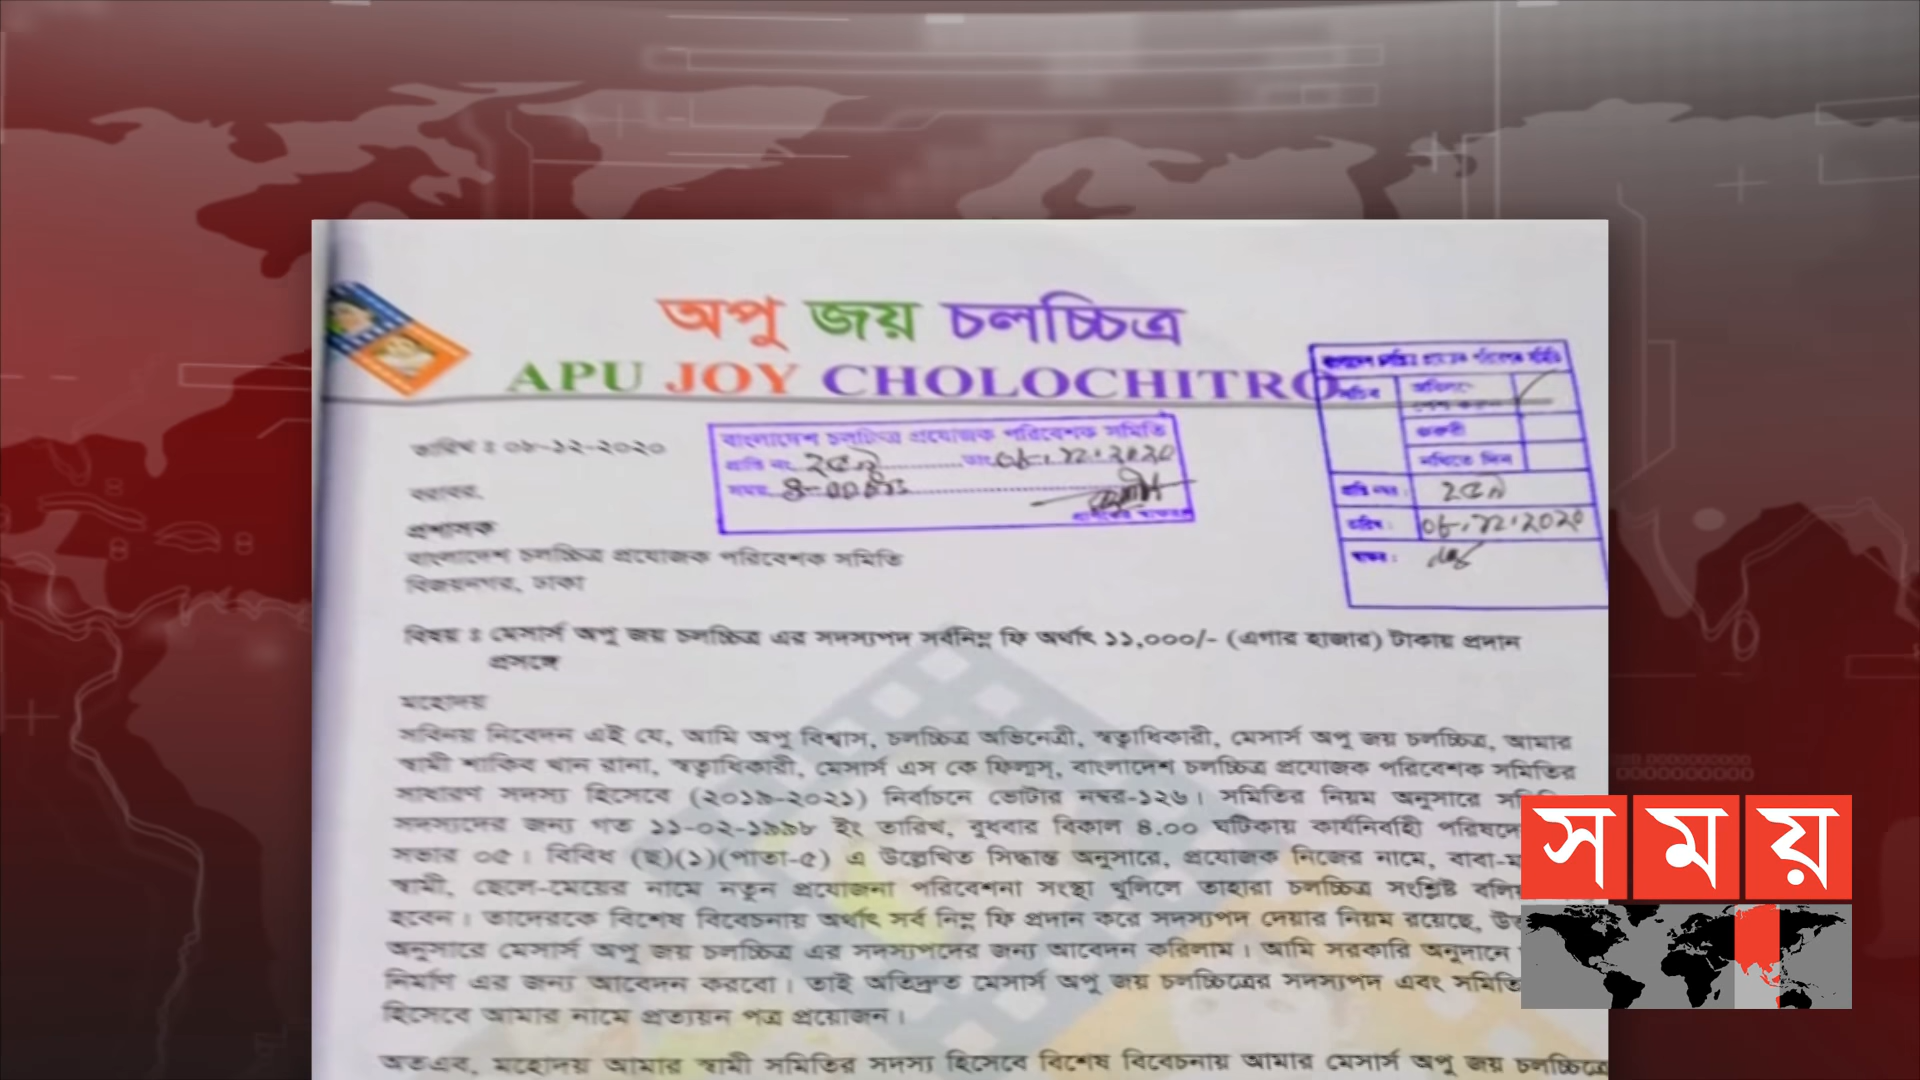 অপু জয় চলচ্চিত্র
APU JOY CHOLOCHITRO
তারিখ ঃ ০৮-১২-২০২০
বাংলাদেশ চলচ্চিত্র প্রযোজক পরিবেশক সমিতি
০৮.১২.২০২০
০৮.১২.২০২০
বরাবর,
প্রশাসক
বাংলাদেশ চলচ্চিত্র প্রযোজক পরিবেশক সমিতি
বিজয়নগর, ঢাকা
বিষয় ঃ মেসার্স অপু জয় চলচ্চিত্র এর সদস্যপদ সর্বনিম্ন ফি অর্থাৎ ১১,০০০/- (এগার হাজার) টাকায় প্রদান
প্রসঙ্গে
মহোদয়
সবিনয় নিবেদন এই যে, আমি অপু বিশ্বাস, চলচ্চিত্র অভিনেত্রী, স্বত্বাধিকারী, মেসার্স অপু জয় চলচ্চিত্র, আমার
স্বামী শাকিব খান রানা, স্বত্বাধিকারী, মেসার্স এস কে ফিল্মস্, বাংলাদেশ চলচ্চিত্র প্রযোজক পরিবেশক সমিতির
সাধারণ সদস্য হিসেবে (২০১৯-২০২১) নির্বাচনে ভোটার নম্বর-১২৬। সমিতির নিয়ম অনুসারে
সদস্যদের জন্য গত ১১-০২-১৯৯৮ ইং তারিখ, বুধবার বিকাল ৪.০০ ঘটিকায় কার্যনির্বাহী
সভার ০৫। বিবিধ (ছ)(১)(পাতা-৫) এ উল্লেখিত সিদ্ধান্ত অনুসারে, প্রযোজক নিজের নামে,
স্বামী, ছেলে-মেয়ের নামে নতুন প্রযোজনা পরিবেশনা সংস্থা খুলিলে তাহারা চলচ্চিত্র সংশ্লিষ্ট
হবেন। তাদেরকে বিশেষ বিবেচনায় অর্থাৎ সর্ব নিম্ন ফি প্রদান করে সদস্যপদ দেয়ার নিয়ম রয়েছে,
অনুসারে মেসার্স অপু জয় চলচ্চিত্র এর সদস্যপদের জন্য আবেদন করিলাম। আমি সরকারি অনুদানে
নির্মাণ এর জন্য আবেদন করবো। তাই অতিদ্রুত মেসার্স অপু জয় চলচ্চিত্রের সদস্যপদ এবং
হিসেবে আমার নামে প্রত্যয়ন পত্র প্রয়োজন।
অতএব, মহোদয় আমার স্বামী সমিতির সদস্য হিসেবে বিশেষ বিবেচনায় আমার মেসার্স অপু জয় চলচ্চিত্রে
সময়